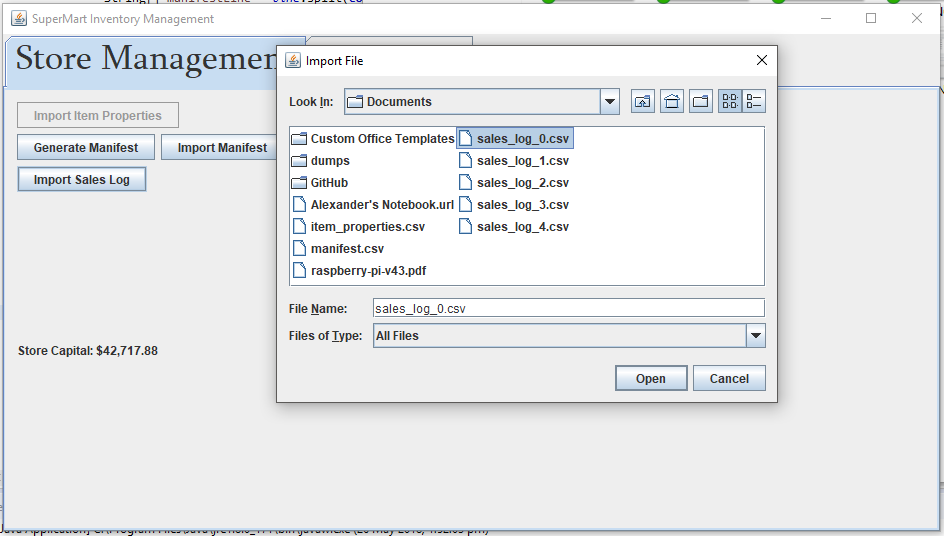 SuperMart Inventory Management
Store Managemen
Import Item Properties
Generate Manifest
Import Manifest
Import Sales Log
Store Capital: $42,717.88
Import File
Look In:
Documents
Custom Office Templates
dumps
GitHub
Alexander's Notebook.url
item_properties.csv
manifest.csv
raspberry-pi-v43.pdf
sales_log_0.csv
sales_log_1.csv
sales_log_2.csv
sales_log_3.csv
sales_log_4.csv
File Name:
sales_log_0.csv
Files of Type:
All Files
Open
Cancel